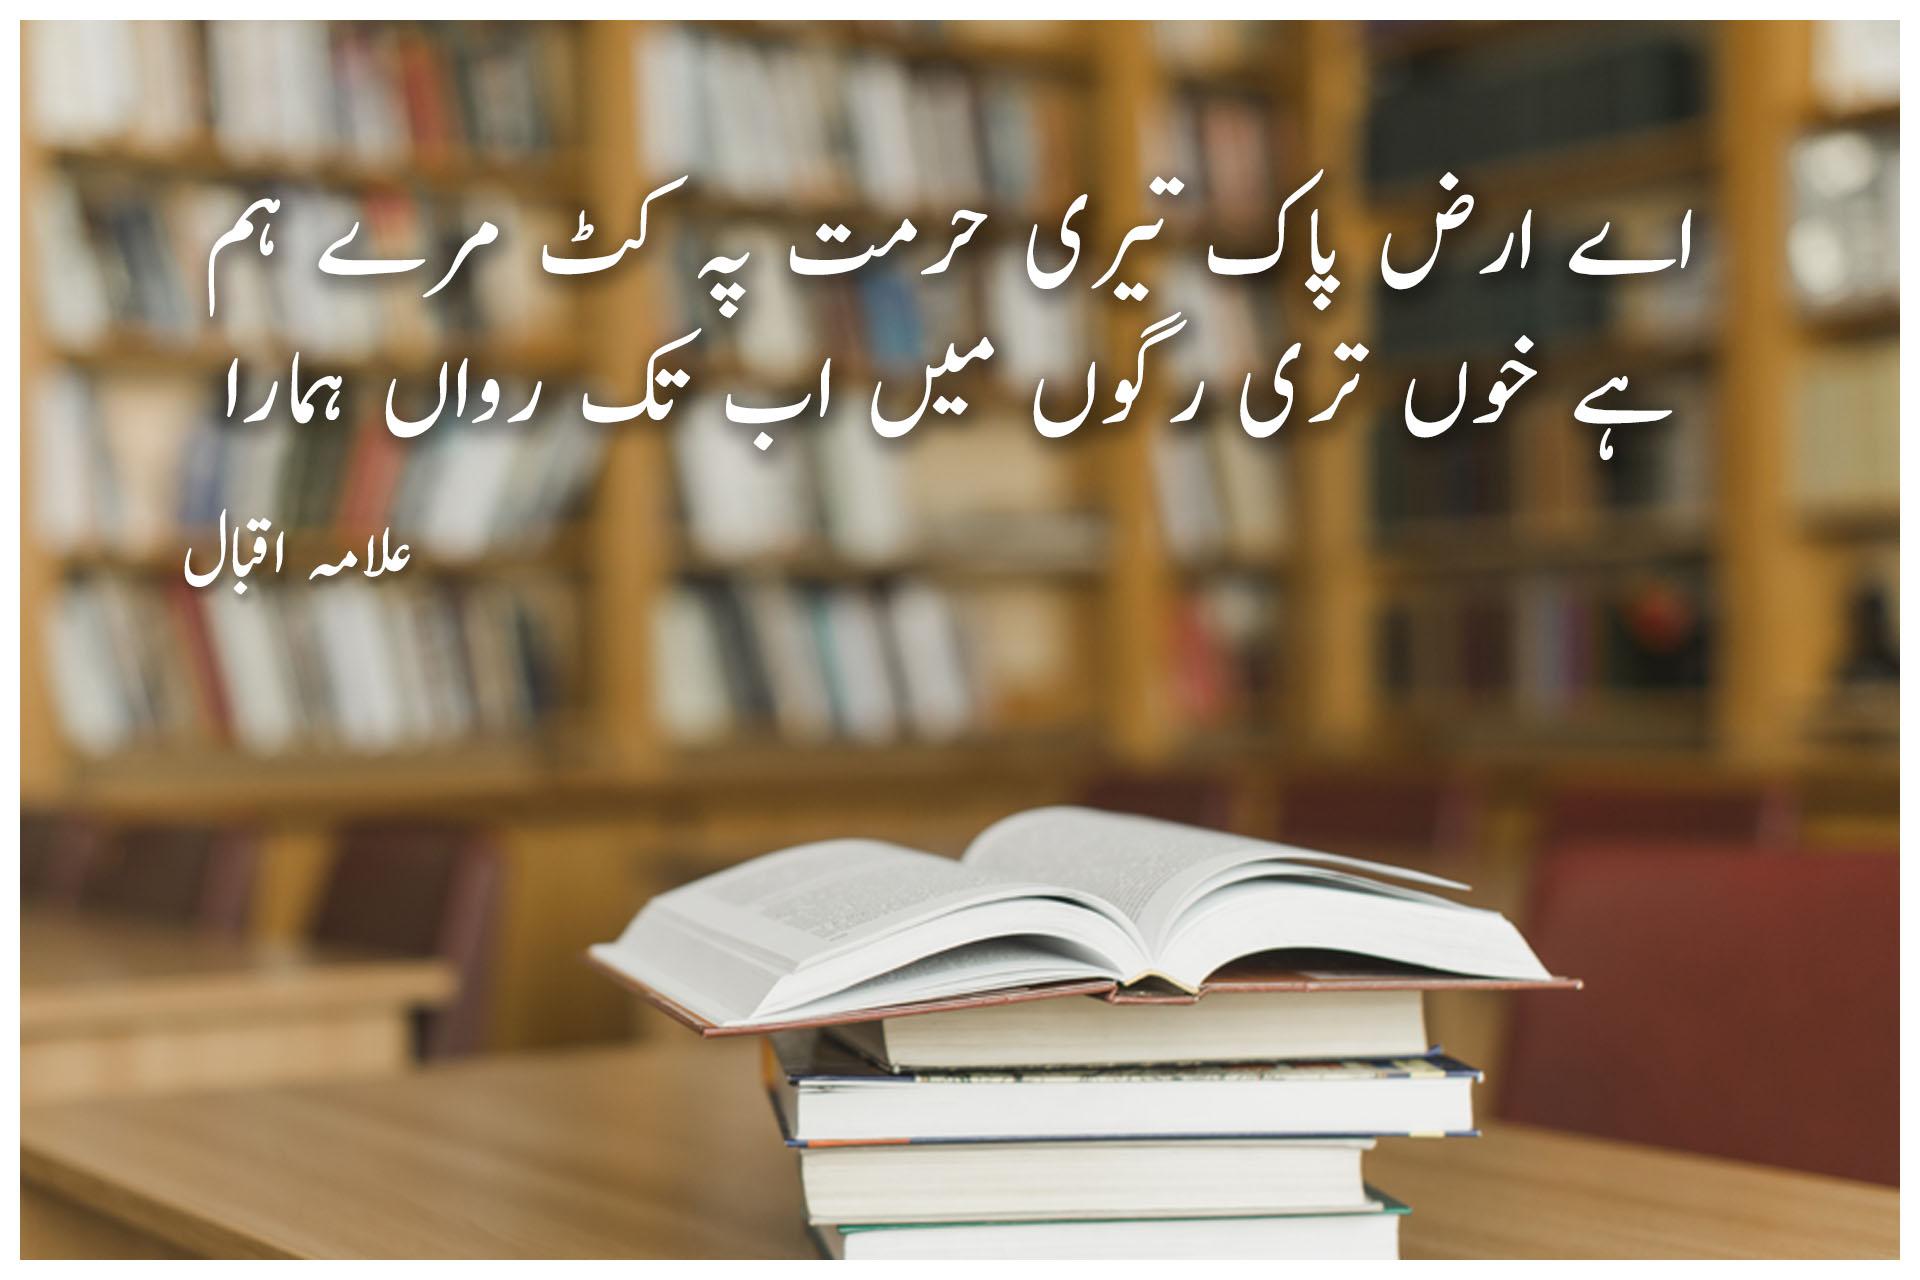 اے ارض پاک تیری حرمت پہ کٹ مرے ہم
ہے خوں تری رگوں میں اب تک رواں ہمارا
علامہ اقبال